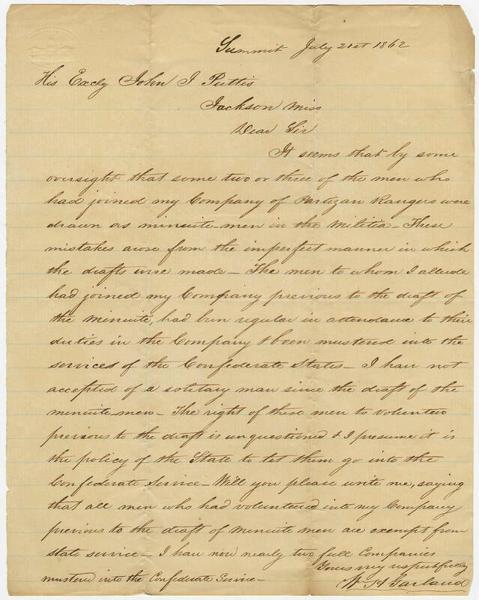 Summit July 21st 1862
His Excly John J Pettis
Jackson Miss
Dear Sir
It seems that by some
oversight that some two or three of the men who
had joined my Company of Partizan Rangers were
drawn as minute-men in the Militia - These
mistakes arose from the imperfect manner in which
the drafts were made - The men to whom I allude
had joined my Company previous to the draft of
the Minute, had been regular in attendance to their
duties in the Company & been mustered into the
services of the Confederate States - I have not
accepted of a solitary man since the draft of the
minute men - The right of these men to volunteer
previous to the draft is unquestioned & I presume it is
the policy of the State to let them go into the
Confederate Service - Will you please write me, saying
that all men who had volunteered into my Company
previous to the draft of Minute men are exempt from
state service - I have now nearly two full Companies
mustered into the Confederate Service -
Yours very respectfully
W H Garland